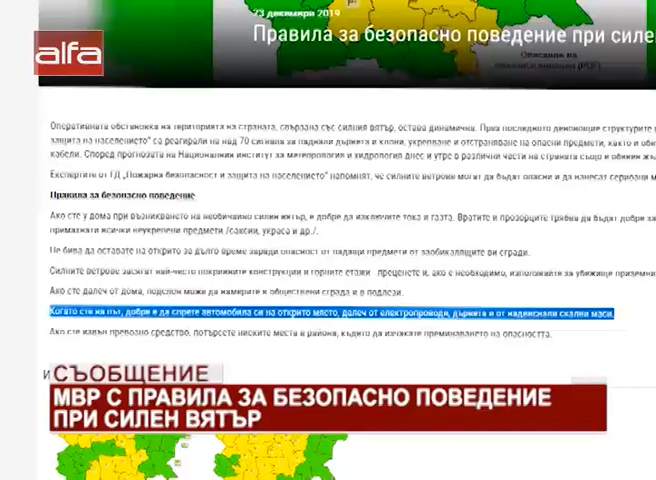 23 декември 2019
Правила за безопасно поведение при силе
alfa
Описание на
Оперативната обстановка на територията на страната, свързана със силния вятър, остава динамична. През последното денонощие структурите
защита на населението" са реагирали на над 70 сигнала за паднали дървета и клони, укрепване и отстраняване на опасни предмети, както и
кабели. Според прогнозата на Националния институт за метеорология и хидрология днес и утре в различни части на страната също е обявен
Експертите от ГД „Пожарна безопасност и защита на населението" напомнят, че силните ветрове могат да бъдат опасни и да нанесат сериозни
Правила за безопасно поведение
Ако сте у дома при възникването на необичайно силен вятър, е добре да изключите тока и газта. Вратите и прозорците трябва да бъдат добре
примахнати всички неукрепени предмети /саксии, украса и др./.
Не бива да оставате на открито за дълго време заради опасност от падащи предмети от заобикалящите ви сгради.
Силните ветрове засягат най-често покривните конструкции и горните етажи - преценете и, ако е необходимо, използвайте за убежище приземни
Ако сте далеч от дома, подслон може да намерите в обществени сгради и в подлези.
Когато сте на път, добре е да спрете автомобила си на открито място, далеч от електропроводи, дървета и от надвиснали скални маси.
Ако сте извън превозно средство, потърсете ниските места в района, където да изчакате преминаването на опасността.
И
СЪОБЩЕНИЕ
МВР С ПРАВИЛА ЗА БЕЗОПАСНО ПОВЕДЕНИЕ
ПРИ СИЛЕН ВЯТЪР